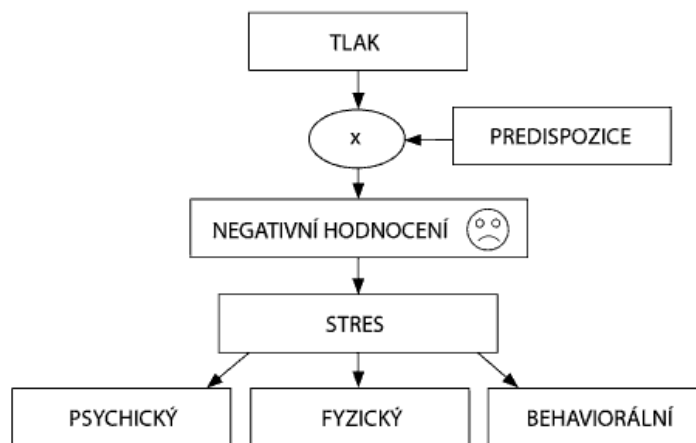 TLAK
x
PREDISPOZICE
NEGATIVNÍ HODNOCENÍ
STRES
PSYCHICKÝ
FYZICKÝ
BEHAVIORÁLNÍ